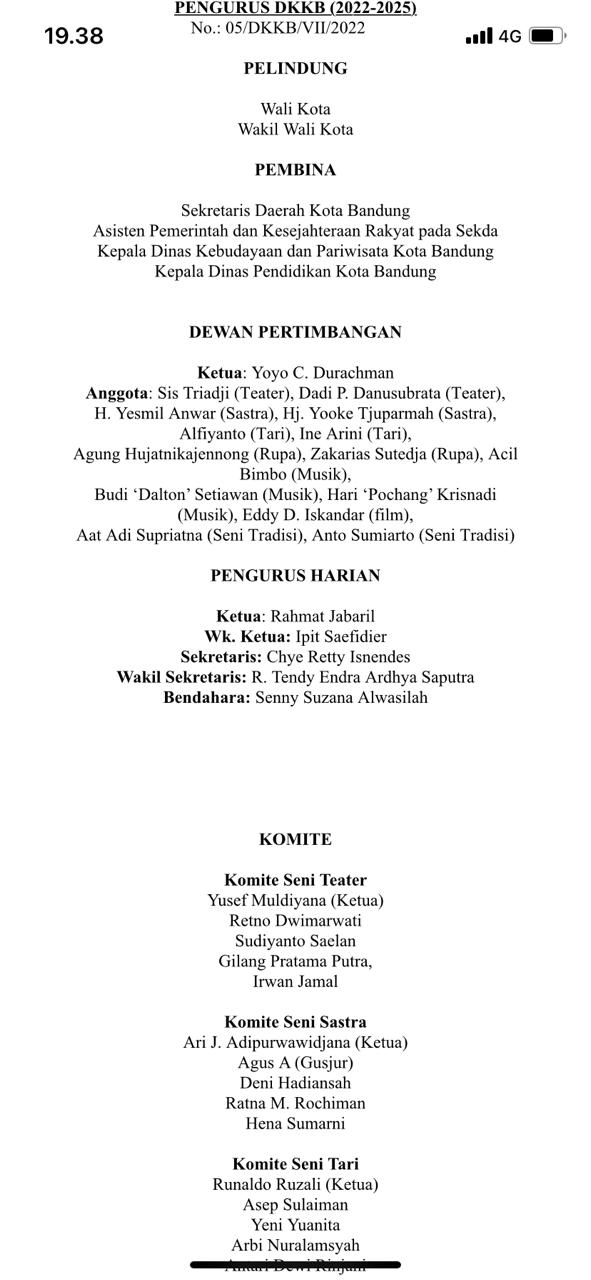 PENGURUS DKKB (2022-2025)
19.38
No.: 05/DKKB/VII/2022
4G
PELINDUNG
Wali Kota
Wakil Wali Kota
PEMBINA
Sekretaris Daerah Kota Bandung
Asisten Pemerintah dan Kesejahteraan Rakyat pada Sekda
Kepala Dinas Kebudayaan dan Pariwisata Kota Bandung
Kepala Dinas Pendidikan Kota Bandung
DEWAN PERTIMBANGAN
Ketua: Yoyo C. Durachman
Anggota: Sis Triadji (Teater), Dadi P. Danusubrata (Teater),
H. Yesmil Anwar (Sastra), Hj. Yooke Tjuparmah (Sastra),
Alfiyanto (Tari), Ine Arini (Tari),
Agung Hujatnikajennong (Rupa), Zakarias Sutedja (Rupa), Acil
Bimbo (Musik),
Budi ‘Dalton’ Setiawan (Musik), Hari ‘Pochang’ Krisnadi
(Musik), Eddy D. Iskandar (film),
Aat Adi Supriatna (Seni Tradisi), Anto Sumiarto (Seni Tradisi)
PENGURUS HARIAN
Ketua: Rahmat Jabaril
Wk. Ketua: Ipit Saefidier
Sekretaris: Chye Retty Isnendes
Wakil Sekretaris: R. Tendy Endra Ardhya Saputra
Bendahara: Senny Suzana Alwasilah
KOMITE
Komite Seni Teater
Yusef Muldiyana (Ketua)
Retno Dwimarwati
Sudiyanto Saelan
Gilang Pratama Putra,
Irwan Jamal
Komite Seni Sastra
Ari J. Adipurwawidjana (Ketua)
Agus A (Gusjur)
Deni Hadiansah
Ratna M. Rochiman
Hena Sumarni
Komite Seni Tari
Runaldo Ruzali (Ketua)
Asep Sulaiman
Yeni Yuanita
Arbi Nuralamsyah
Antari Dewi Rinjani